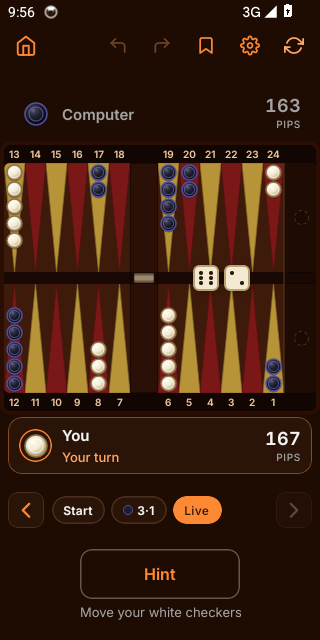 9:56
3G
Computer
163
PIPS
13 14 15 16 17 18 19 20 21 22 23 24
12 11 10 9 8 7 6 5 4 3 2 1
You
167
Your turn
PIPS
Start
3·1
Live
Hint
Move your white checkers